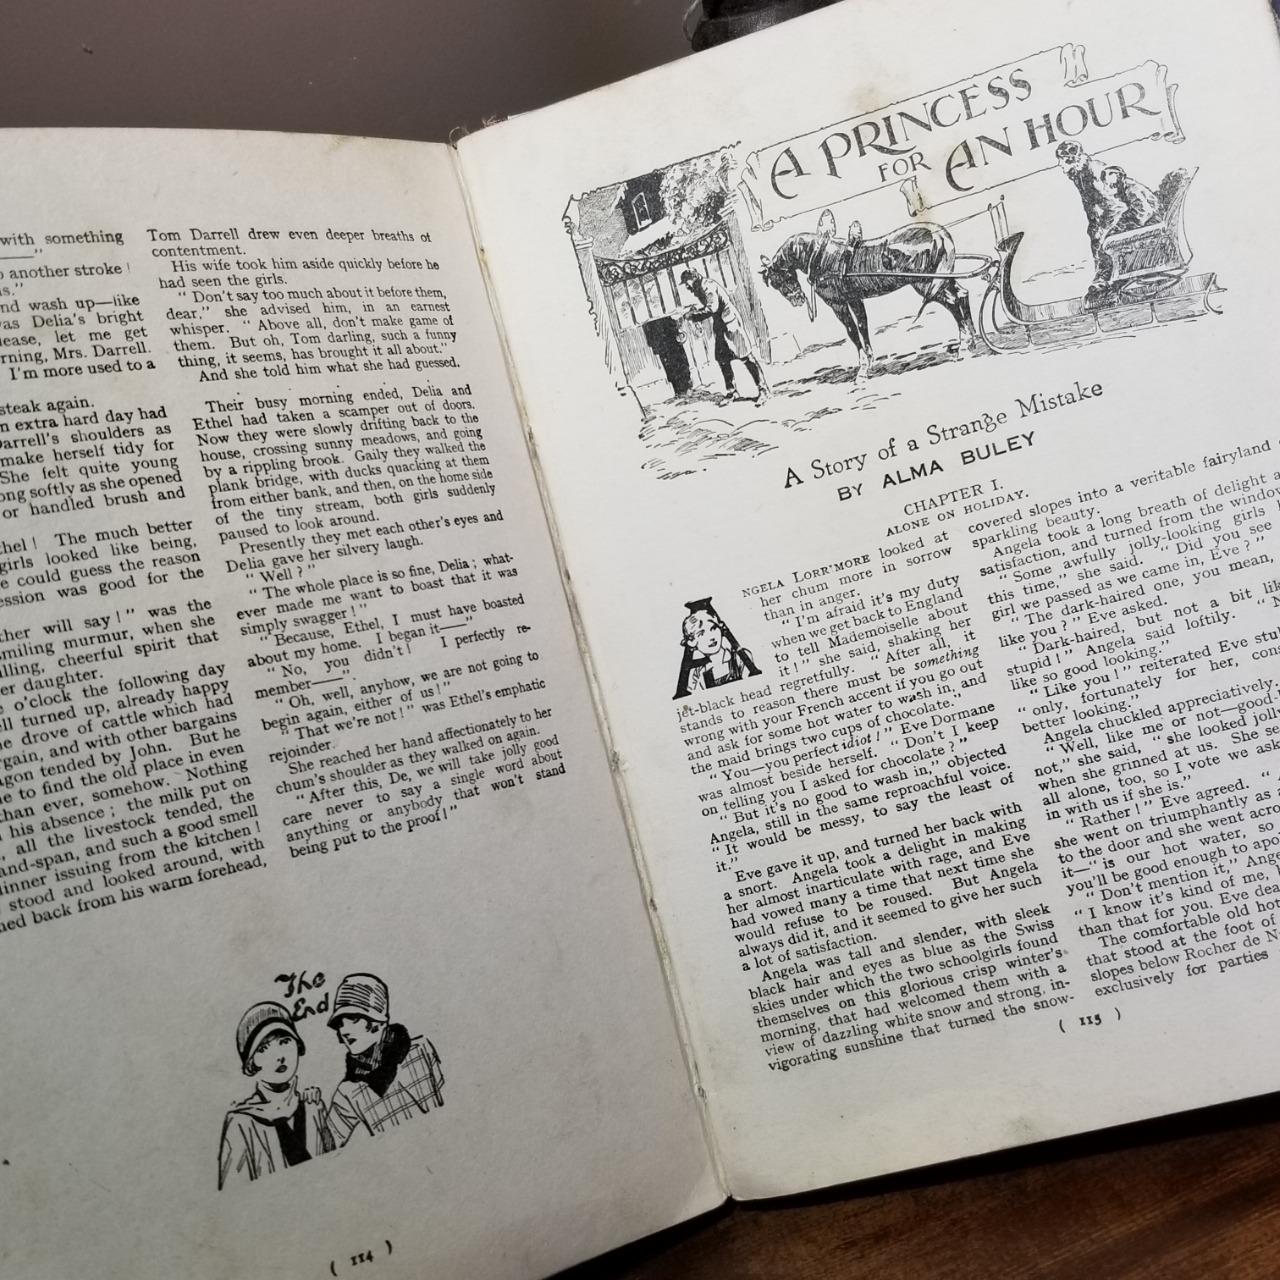 with something
——"
another stroke!
s."
nd wash up—like
as Delia's bright
lease, let me get
rning, Mrs. Darrell.
I'm more used to a
steak again.
n extra hard day had
Darrell's shoulders as
make herself tidy for
She felt quite young
ong softly as she opened
or handled brush and
thel! The much better
girls looked like being,
e could guess the reason
ession was good for the
ther will say!" was the
smiling murmur, when she
lling, cheerful spirit that
er daughter.
e o'clock the following day
ll turned up, already happy
ne drove of cattle which had
rgain, and with other bargains
agon tended by John. But he
ne to find the old place in even
than ever, somehow. Nothing
his absence; the milk put on
, all the livestock tended, the
and-span, and such a good smell
dinner issuing from the kitchen!
stood and looked around, with
hed back from his warm forehead,
Tom Darrell drew even deeper breaths of
contentment.
His wife took him aside quickly before he
had seen the girls.
"Don't say too much about it before them,
dear," she advised him, in an earnest
whisper. "Above all, don't make game of
them. But oh, Tom darling, such a funny
thing, it seems, has brought it all about."
And she told him what she had guessed.
Their busy morning ended, Delia and
Ethel had taken a scamper out of doors.
Now they were slowly drifting back to the
house, crossing sunny meadows, and going
by a rippling brook. Gaily they walked the
plank bridge, with ducks quacking at them
from either bank, and then, on the home side
of the tiny stream, both girls suddenly
paused to look around.
Presently they met each other's eyes and
Delia gave her silvery laugh.
"Well?"
"The whole place is so fine, Delia; what-
ever made me want to boast that it was
simply swagger!"
"Because, Ethel, I must have boasted
about my home. I began it——"
"No, you didn't! I perfectly re-
member——"
"Oh, well, anyhow, we are not going to
begin again, either of us!"
"That we're not!" was Ethel's emphatic
rejoinder.
She reached her hand affectionately to her
chum's shoulder as they walked on again.
"After this, De, we will take jolly good
care never to say a single word about
anything or anybody that won't stand
being put to the proof!"
The
End
( 114 )
A PRINCESS
FOR AN HOUR
A Story of a Strange Mistake
BY ALMA BULEY
CHAPTER I.
ALONE ON HOLIDAY.
ANGELA LORR'MORE looked at
her chum more in sorrow
than in anger.
"I'm afraid it's my duty
when we get back to England
to tell Mademoiselle about
it!" she said, shaking her
jet-black head regretfully. "After all, it
stands to reason there must be something
wrong with your French accent if you go out
and ask for some hot water to wash in, and
the maid brings two cups of chocolate."
"You—you perfect idiot!" Eve Dormane
was almost beside herself. "Don't I keep
on telling you I asked for chocolate?"
"But it's no good to wash in," objected
Angela, still in the same reproachful voice.
"It would be messy, to say the least of
it."
Eve gave it up, and turned her back with
a snort. Angela took a delight in making
her almost inarticulate with rage, and Eve
had vowed many a time that next time she
would refuse to be roused. But Angela
always did it, and it seemed to give her such
a lot of satisfaction.
Angela was tall and slender, with sleek
black hair and eyes as blue as the Swiss
skies under which the two schoolgirls found
themselves on this glorious crisp winter's
morning, that had welcomed them with a
view of dazzling white snow and strong, in-
vigorating sunshine that turned the snow-
covered slopes into a veritable fairyland
sparkling beauty.
Angela took a long breath of delight a
satisfaction, and turned from the window
"Some awfully jolly-looking girls
this time," she said. "Did you see
girl we passed as we came in, Eve?"
"The dark-haired one, you mean,
like you?" Eve asked.
"Dark-haired, but not a bit lik
stupid!" Angela said loftily. "N
like so good looking."
"Like you!" reiterated Eve stu
"only, fortunately for her, cons
better looking."
Angela chuckled appreciatively.
"Well, like me or not—good-
not," she said, "she looked jolly
when she grinned at us. She se
all alone, too, so I vote we as
in with us if she is."
"Rather!" Eve agreed. "
she went on triumphantly as a
to the door and she went acro
it—"is our hot water, so
you'll be good enough to apo
"Don't mention it," Ange
"I know it's kind of me,
than that for you, Eve dea
The comfortable old hot
that stood at the foot of
slopes below Rocher de N
exclusively for parties
( 115 )